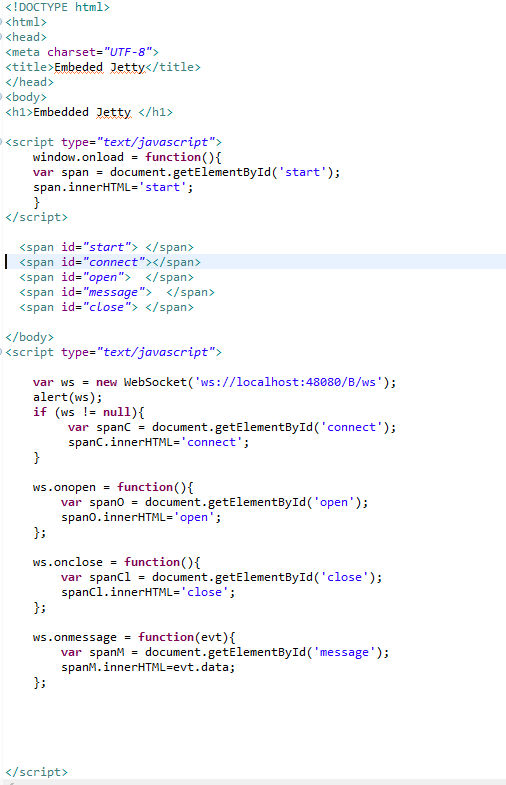 <!DOCTYPE html>
<html>
<head>
<meta charset="UTF-8">
<title>Embeded Jetty</title>
</head>
<body>
<h1>Embedded Jetty </h1>
<script type="text/javascript">
window.onload = function(){
var span = document.getElementById('start');
span.innerHTML='start';
}
</script>
<span id="start"> </span>
<span id="connect"></span>
<span id="open">  </span>
<span id="message">  </span>
<span id="close"> </span>
</body>
<script type="text/javascript">
var ws = new WebSocket('ws://localhost:48080/B/ws');
alert(ws);
if (ws != null){
var spanC = document.getElementById('connect');
spanC.innerHTML='connect';
}
ws.onopen = function(){
var spanO = document.getElementById('open');
spanO.innerHTML='open';
};
ws.onclose = function(){
var spanCl = document.getElementById('close');
spanCl.innerHTML='close';
};
ws.onmessage = function(evt){
var spanM = document.getElementById('message');
spanM.innerHTML=evt.data;
};
</script>